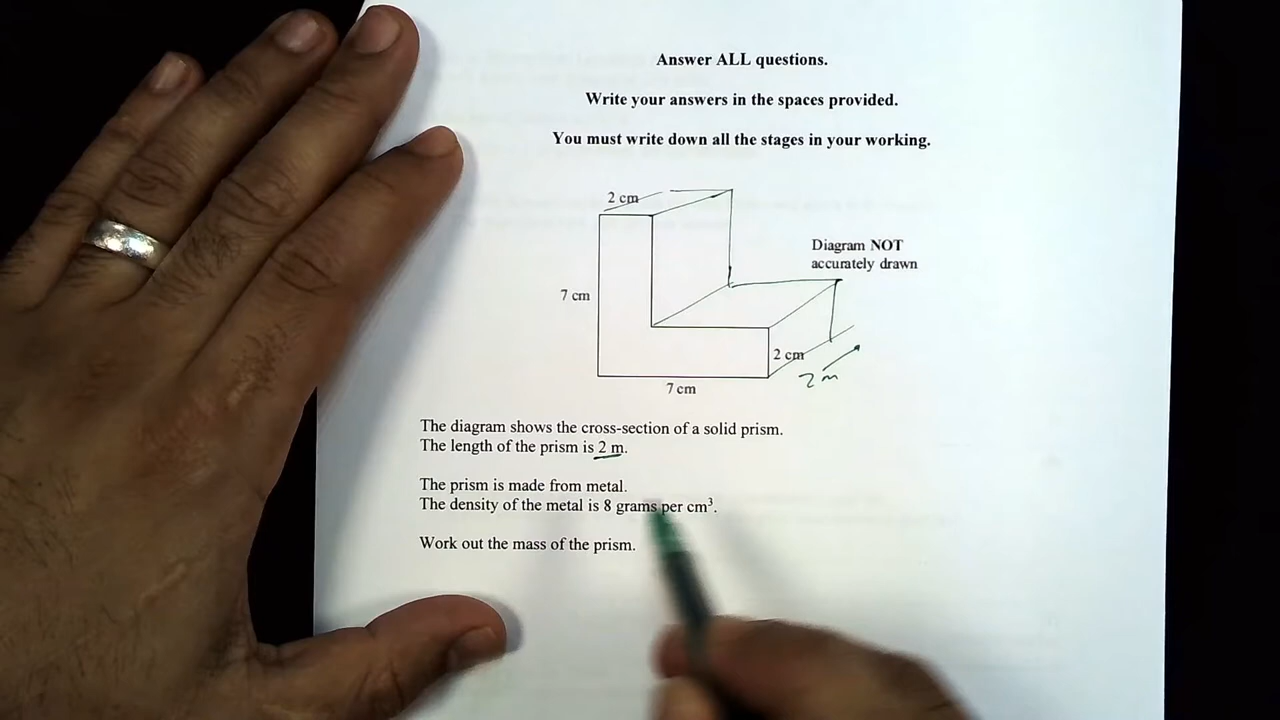 Answer ALL questions.
Write your answers in the spaces provided.
You must write down all the stages in your working.
2 cm
Diagram NOT
accurately drawn
7 cm
2 cm
2m
7 cm
The diagram shows the cross-section of a solid prism.
The length of the prism is 2 m.
The prism is made from metal.
The density of the metal is 8 grams per cm³.
Work out the mass of the prism.